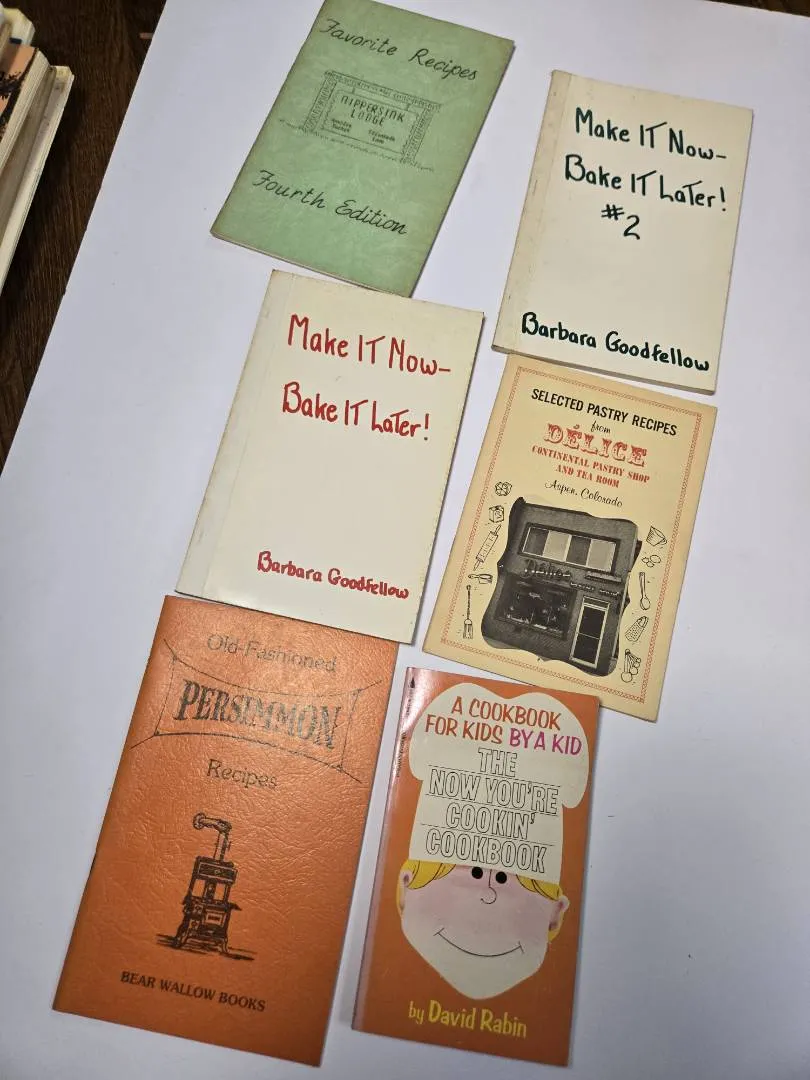 Favorite Recipes
NIPPERSINK
LODGE
Fourth Edition
Make IT Now–
Bake IT LaTer!
#2
Barbara Goodfellow
Make IT Now–
Bake IT LaTer!
Barbara Goodfellow
SELECTED PASTRY RECIPES
from
DÉLICE
CONTINENTAL PASTRY SHOP
AND TEA ROOM
Aspen, Colorado
Délice
Old-Fashioned
PERSIMMON
Recipes
BEAR WALLOW BOOKS
A COOKBOOK
FOR KIDS BY A KID
THE
NOW YOU'RE
COOKIN'
COOKBOOK
by David Rabin